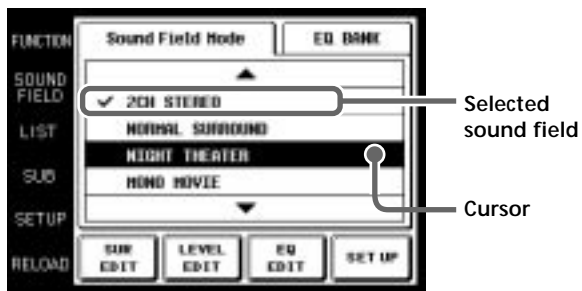 FUNCTION
SOUND FIELD
LIST
SUB
SETUP
RELOAD
Sound Field Mode
EQ BANK
✓ 2CH STEREO
NORMAL SURROUND
NIGHT THEATER
MONO MOVIE
SUR EDIT
LEVEL EDIT
EQ EDIT
SET UP
Selected sound field
Cursor